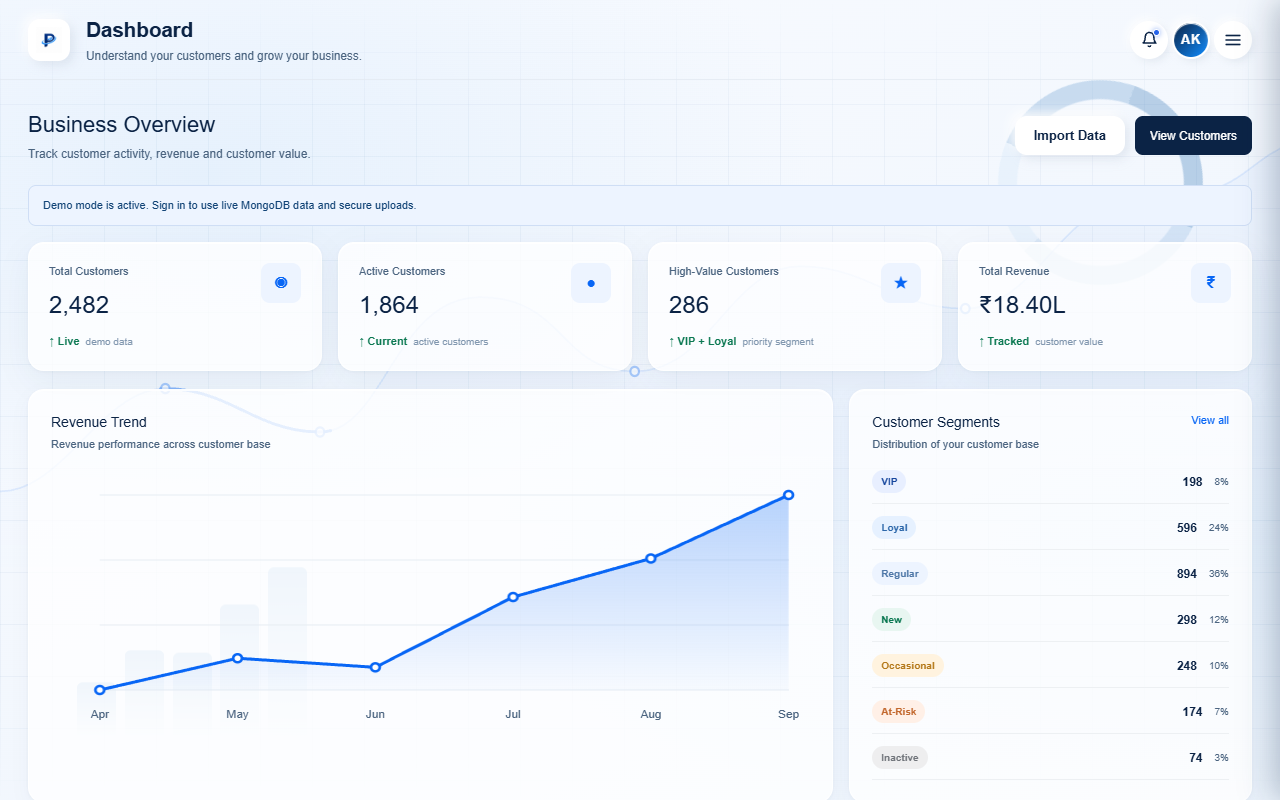 P
Dashboard
Understand your customers and grow your business.
AK
Business Overview
Track customer activity, revenue and customer value.
Import Data
View Customers
Demo mode is active. Sign in to use live MongoDB data and secure uploads.
Total Customers
2,482
↑ Live demo data
Active Customers
1,864
↑ Current active customers
High-Value Customers
286
↑ VIP + Loyal priority segment
Total Revenue
₹
₹18.40L
↑ Tracked customer value
Revenue Trend
Revenue performance across customer base
Apr May Jun Jul Aug Sep
Customer Segments
View all
Distribution of your customer base
VIP 198 8%
Loyal 596 24%
Regular 894 36%
New 298 12%
Occasional 248 10%
At-Risk 174 7%
Inactive 74 3%